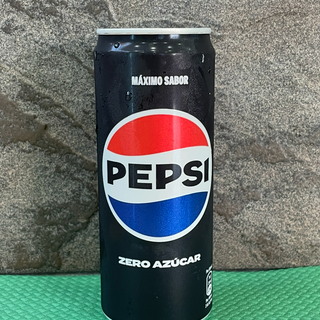 MÁXIMO SABOR
PEPSI
ZERO AZÚCAR